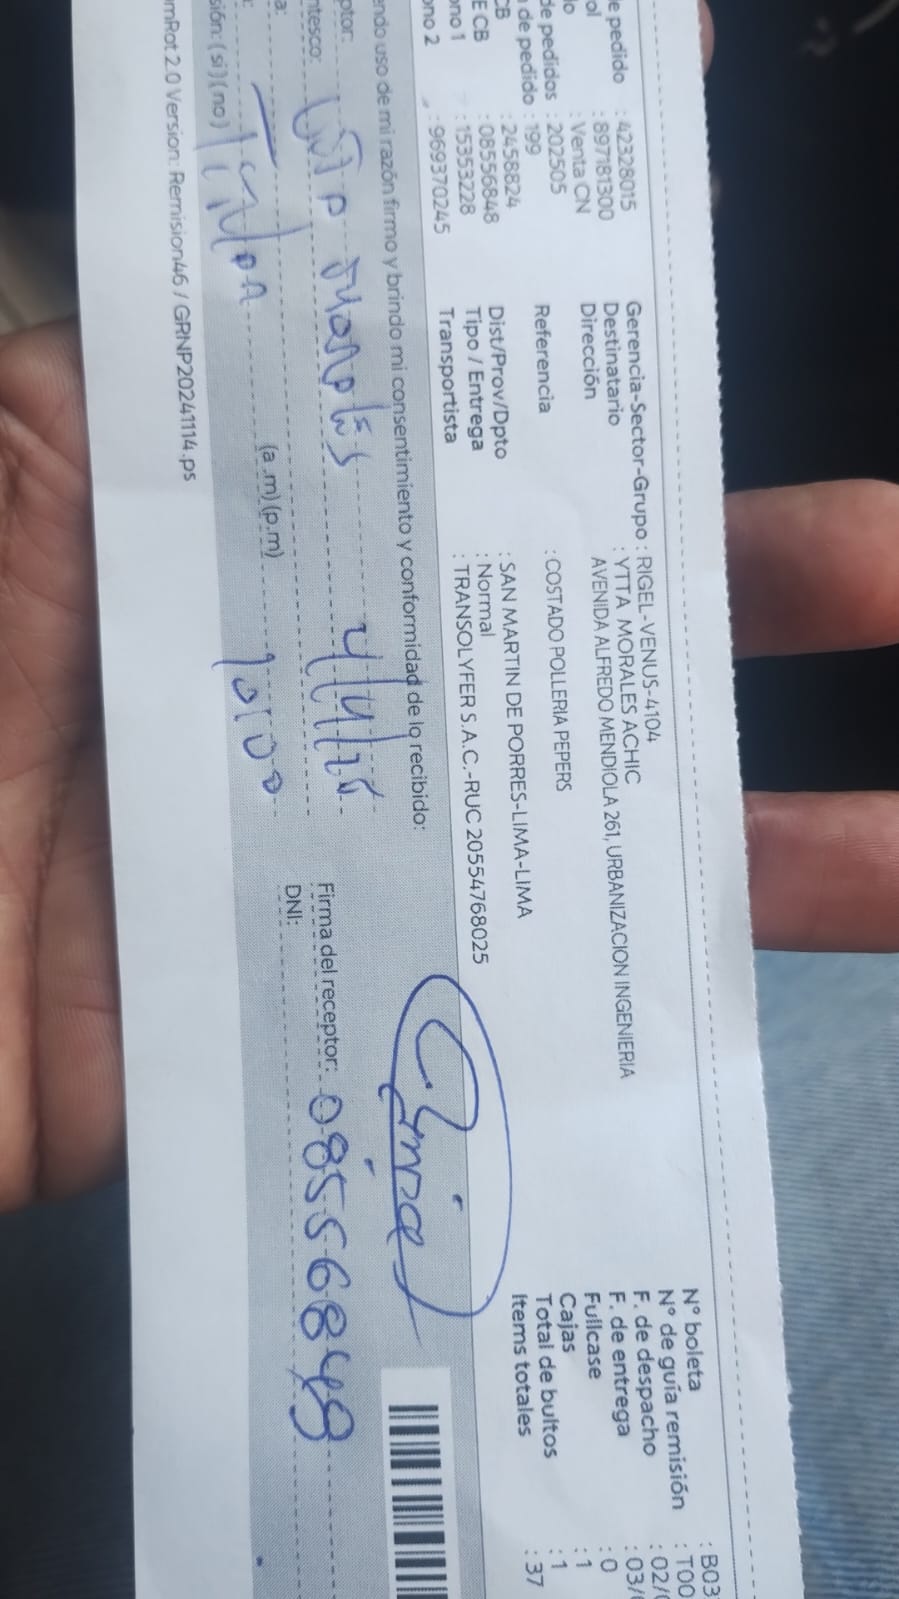 e pedido : 42328015
ol : 89781300
lo : Venta CN
de pedidos : 202505
n de pedido : 199
CB : 2458824
E CB : 08556848
ono 1 : 15353228
ono 2 : 969370245
Gerencia-Sector-Grupo : RIGEL-VENUS-4104
Destinatario : YTTA MORALES ACHIC
Dirección AVENIDA ALFREDO MENDIOLA 261, URBANIZACION INGENIERIA
Referencia : COSTADO POLLERIA PEPERS
Dist/Prov/Dpto : SAN MARTIN DE PORRES-LIMA-LIMA
Tipo / Entrega : Normal
Transportista : TRANSOLYFER S.A.C.-RUC 20554768025
N° boleta : B03
N° de guía remisión : T00
F. de despacho : 02/
F. de entrega : 03/
Fullcase : 0
Cajas : 1
Total de bultos : 1
Items totales : 37
endo uso de mi razón firmo y brindo mi consentimiento y conformidad de lo recibido:
ptor:
ntesco:
a:
(a.m) (p.m)
sión: ( si ) ( no )
Firma del receptor: 08556848
DNI:
mRot 2.0 Version: Remision46 / GRNP20241114.ps